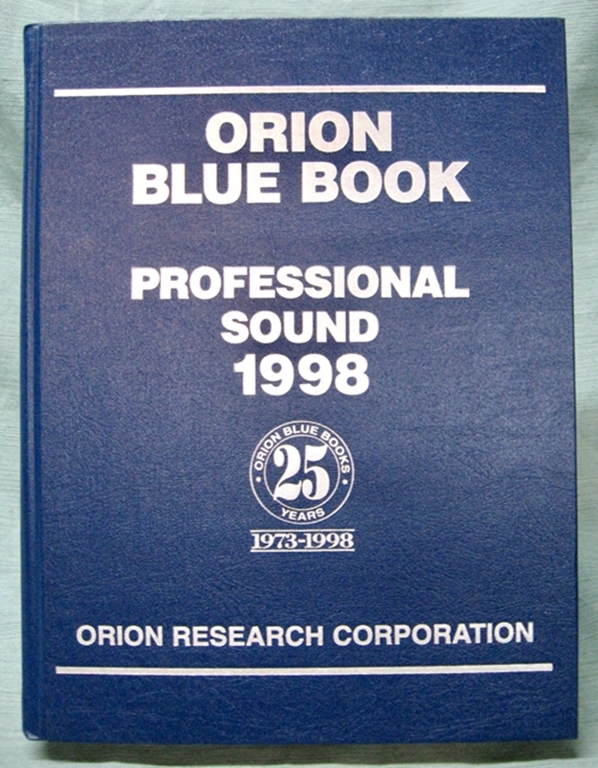 ORION
BLUE BOOK
PROFESSIONAL
SOUND
1998
• ORION BLUE BOOKS •
25
YEARS
1973-1998
ORION RESEARCH CORPORATION